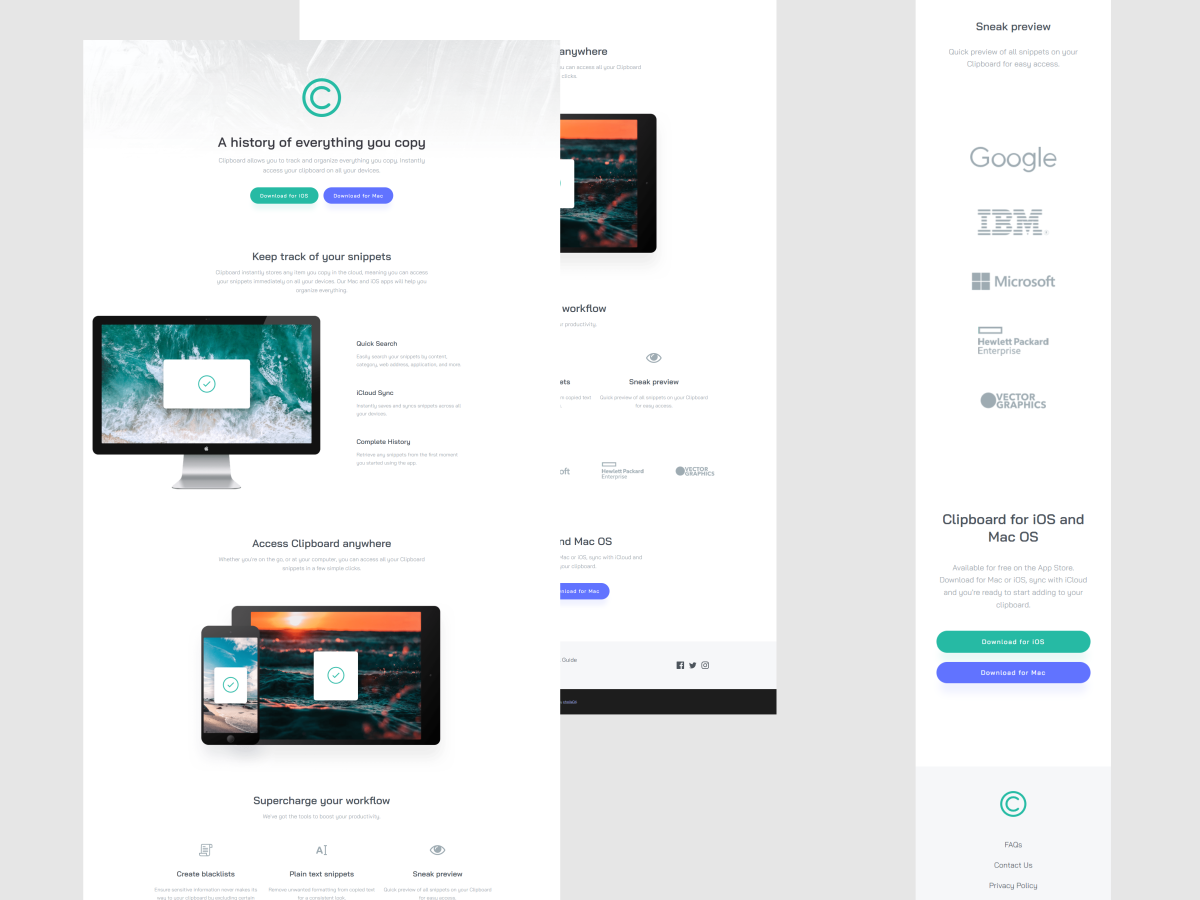 A history of everything you copy
Clipboard allows you to track and organize everything you copy. Instantly
access your clipboard on all your devices.
Download for iOS
Download for Mac
Keep track of your snippets
Clipboard instantly stores any item you copy in the cloud, meaning you can access
your snippets immediately on all your devices. Our Mac and iOS apps will help you
organize everything.
Quick Search
Easily search your snippets by content,
category, web address, application, and more.
iCloud Sync
Instantly saves and syncs snippets across all
your devices.
Complete History
Retrieve any snippets from the first moment
you started using the app.
Access Clipboard anywhere
Whether you're on the go, or at your computer, you can access all your Clipboard
snippets in a few simple clicks.
Supercharge your workflow
We've got the tools to boost your productivity.
Create blacklists
Ensure sensitive information never makes its
way to your clipboard by excluding certain
AI
Plain text snippets
Remove unwanted formatting from copied text
for a consistent look.
Sneak preview
Quick preview of all snippets on your Clipboard
for easy access.
anywhere
you can access all your Clipboard
clicks.
workflow
productivity.
Sneak preview
copied text
Quick preview of all snippets on your Clipboard
for easy access.
Hewlett Packard
Enterprise
VECTOR
GRAPHICS
nd Mac OS
Mac or iOS, sync with iCloud and
your clipboard.
nload for Mac
Guide
Sneak preview
Quick preview of all snippets on your
Clipboard for easy access.
Google
IBM
Microsoft
Hewlett Packard
Enterprise
VECTOR
GRAPHICS
Clipboard for iOS and
Mac OS
Available for free on the App Store.
Download for Mac or iOS, sync with iCloud
and you're ready to start adding to your
clipboard.
Download for iOS
Download for Mac
FAQs
Contact Us
Privacy Policy